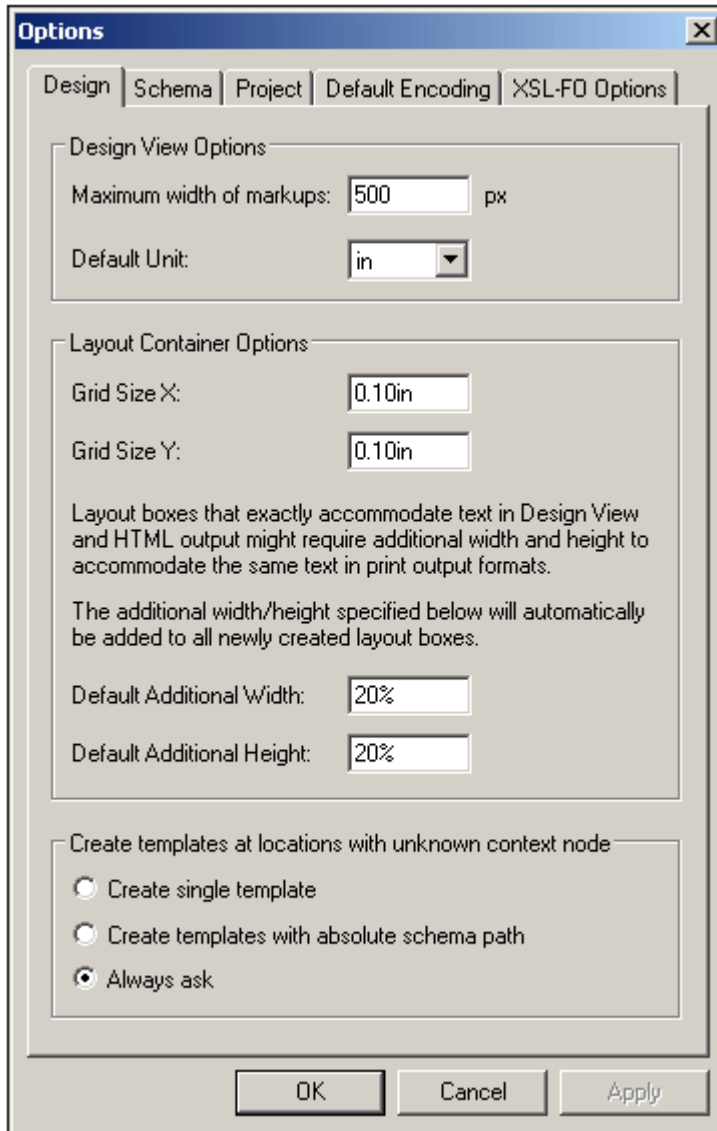 Options
Design Schema Project Default Encoding XSL-FO Options
Design View Options
Maximum width of markups: 500 px
Default Unit: in
Layout Container Options
Grid Size X: 0.10in
Grid Size Y: 0.10in
Layout boxes that exactly accommodate text in Design View
and HTML output might require additional width and height to
accommodate the same text in print output formats.
The additional width/height specified below will automatically
be added to all newly created layout boxes.
Default Additional Width: 20%
Default Additional Height: 20%
Create templates at locations with unknown context node
Create single template
Create templates with absolute schema path
Always ask
OK Cancel Apply